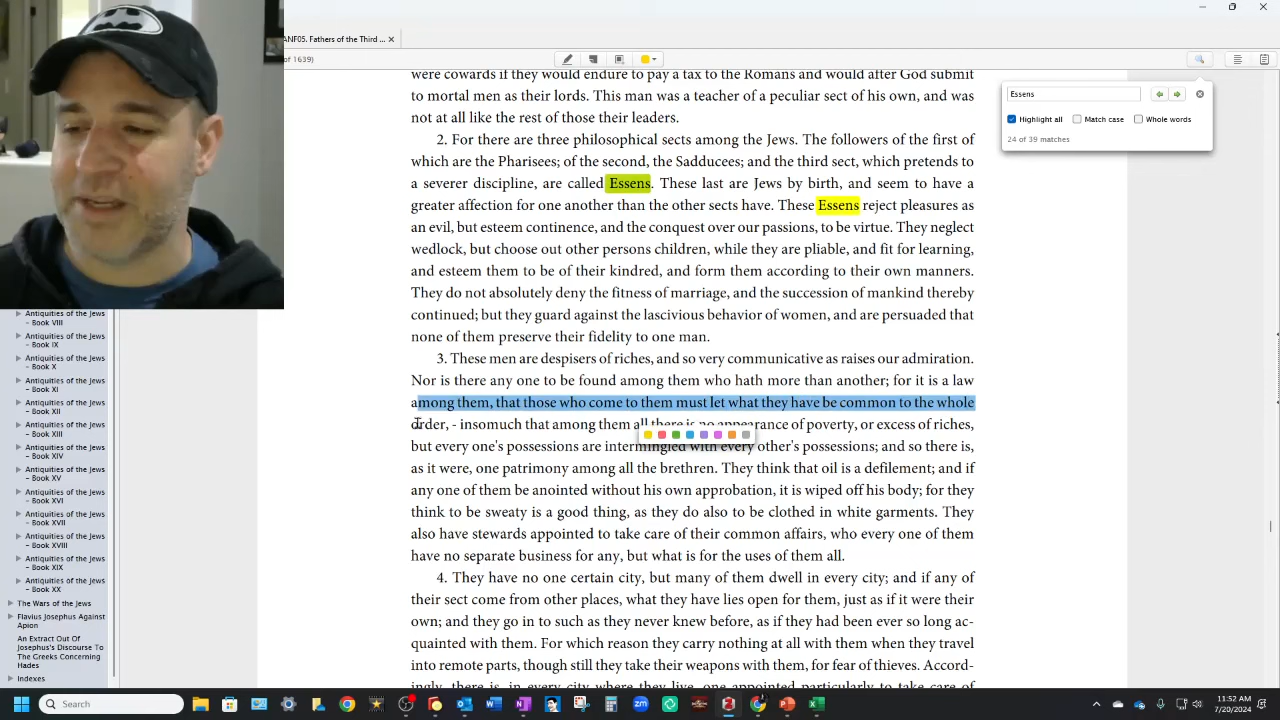 ANF05. Fathers of the Third ...
of 1639)
Essens
Highlight all
Match case
Whole words
24 of 39 matches
were cowards if they would endure to pay a tax to the Romans and would after God submit
to mortal men as their lords. This man was a teacher of a peculiar sect of his own, and was
not at all like the rest of those their leaders.
2. For there are three philosophical sects among the Jews. The followers of the first of
which are the Pharisees; of the second, the Sadducees; and the third sect, which pretends to
a severer discipline, are called Essens. These last are Jews by birth, and seem to have a
greater affection for one another than the other sects have. These Essens reject pleasures as
an evil, but esteem continence, and the conquest over our passions, to be virtue. They neglect
wedlock, but choose out other persons children, while they are pliable, and fit for learning,
and esteem them to be of their kindred, and form them according to their own manners.
They do not absolutely deny the fitness of marriage, and the succession of mankind thereby
continued; but they guard against the lascivious behavior of women, and are persuaded that
none of them preserve their fidelity to one man.
3. These men are despisers of riches, and so very communicative as raises our admiration.
Nor is there any one to be found among them who hath more than another; for it is a law
among them, that those who come to them must let what they have be common to the whole
order, - insomuch that among them all there is no appearance of poverty, or excess of riches,
but every one's possessions are intermingled with every other's possessions; and so there is,
as it were, one patrimony among all the brethren. They think that oil is a defilement; and if
any one of them be anointed without his own approbation, it is wiped off his body; for they
think to be sweaty is a good thing, as they do also to be clothed in white garments. They
also have stewards appointed to take care of their common affairs, who every one of them
have no separate business for any, but what is for the uses of them all.
4. They have no one certain city, but many of them dwell in every city; and if any of
their sect come from other places, what they have lies open for them, just as if it were their
own; and they go in to such as they never knew before, as if they had been ever so long ac-
quainted with them. For which reason they carry nothing at all with them when they travel
into remote parts, though still they take their weapons with them, for fear of thieves. Accord-
ingly, there is, in every city where they live, one appointed particularly to take care of
Antiquities of the Jews
- Book VIII
Antiquities of the Jews
- Book IX
Antiquities of the Jews
- Book X
Antiquities of the Jews
- Book XI
Antiquities of the Jews
- Book XII
Antiquities of the Jews
- Book XIII
Antiquities of the Jews
- Book XIV
Antiquities of the Jews
- Book XV
Antiquities of the Jews
- Book XVI
Antiquities of the Jews
- Book XVII
Antiquities of the Jews
- Book XVIII
Antiquities of the Jews
- Book XIX
Antiquities of the Jews
- Book XX
The Wars of the Jews
Flavius Josephus Against
Apion
An Extract Out Of
Josephus's Discourse To
The Greeks Concerning
Hades
Indexes
Search
11:52 AM
7/20/2024